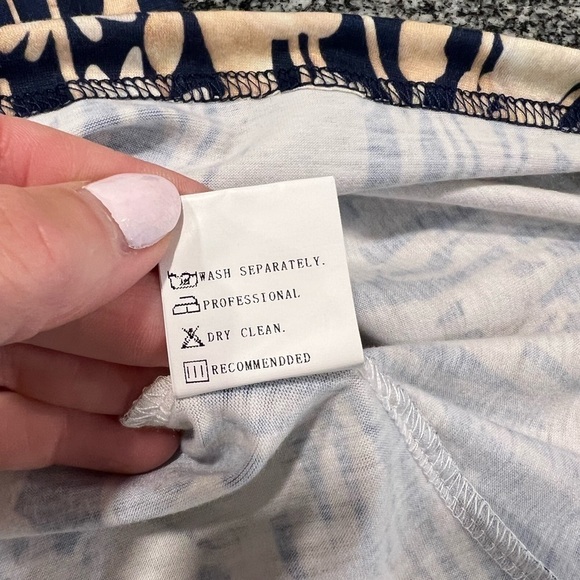 WASH SEPARATELY.
PROFESSIONAL
DRY CLEAN.
RECOMMENDDED